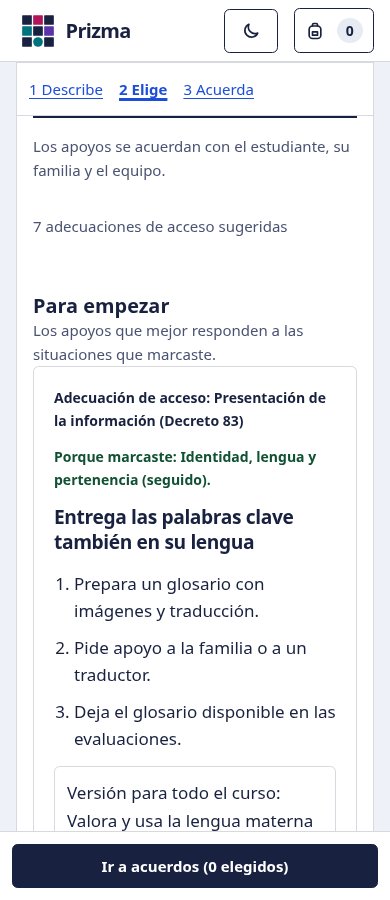 Prizma
0
1 Describe 2 Elige 3 Acuerda
Los apoyos se acuerdan con el estudiante, su
familia y el equipo.
7 adecuaciones de acceso sugeridas
Para empezar
Los apoyos que mejor responden a las
situaciones que marcaste.
Adecuación de acceso: Presentación de
la información (Decreto 83)
Porque marcaste: Identidad, lengua y
pertenencia (seguido).
Entrega las palabras clave
también en su lengua
1. Prepara un glosario con
imágenes y traducción.
2. Pide apoyo a la familia o a un
traductor.
3. Deja el glosario disponible en las
evaluaciones.
Versión para todo el curso:
Valora y usa la lengua materna
Ir a acuerdos (0 elegidos)